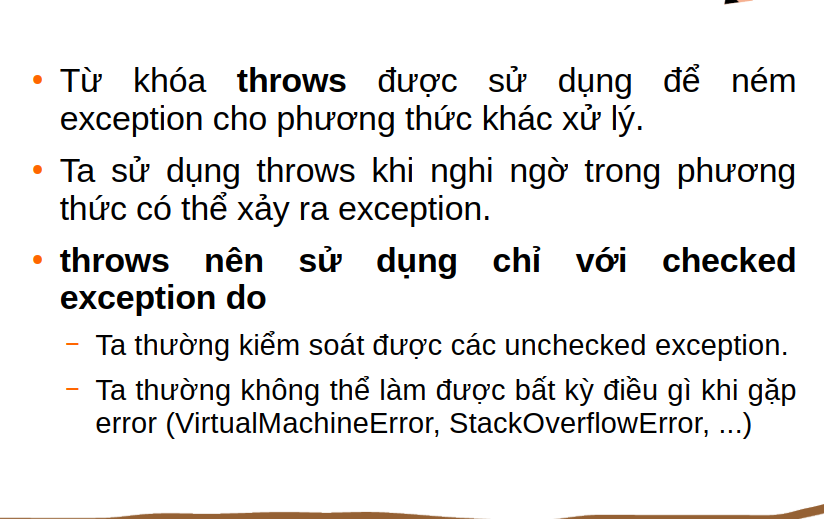 • Từ khóa throws được sử dụng để ném
exception cho phương thức khác xử lý.
• Ta sử dụng throws khi nghi ngờ trong phương
thức có thể xảy ra exception.
• throws nên sử dụng chỉ với checked
exception do
– Ta thường kiểm soát được các unchecked exception.
– Ta thường không thể làm được bất kỳ điều gì khi gặp
error (VirtualMachineError, StackOverflowError, ...)